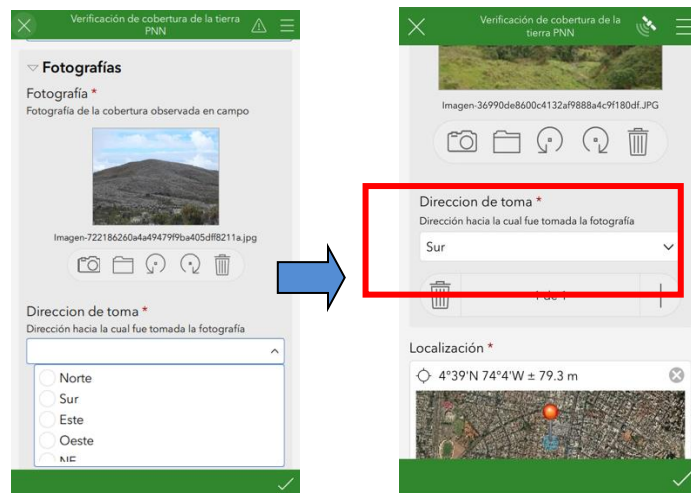 Verificación de cobertura de la tierra
PNN
Fotografías
Fotografía *
Fotografía de la cobertura observada en campo
Imagen-722186260a4a49479f9ba405dff8211a.jpg
Direccion de toma *
Dirección hacia la cual fue tomada la fotografía
Norte
Sur
Este
Oeste
NE
Verificación de cobertura de la
tierra PNN
Imagen-36990de8600c4132af9888a4c9f180df.JPG
Direccion de toma *
Dirección hacia la cual fue tomada la fotografía
Sur
1 de 1
Localización *
4°39'N 74°4'W ± 79.3 m